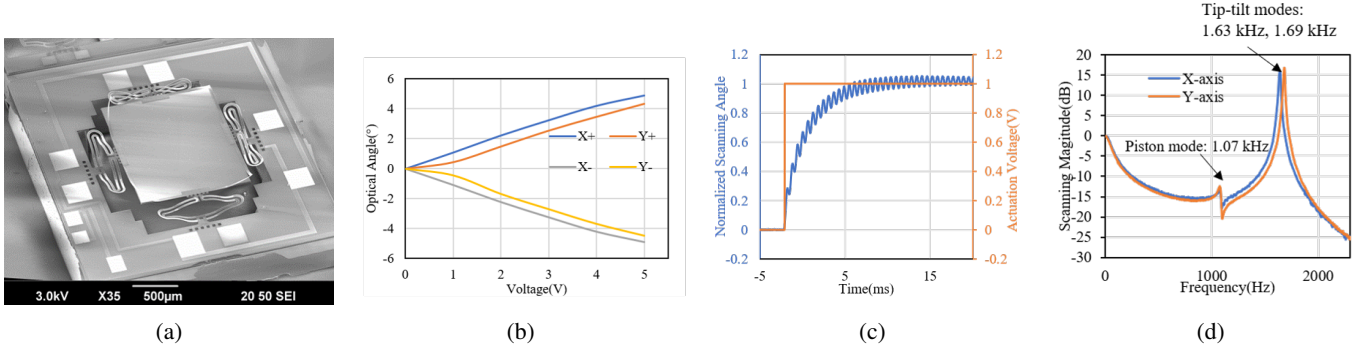 3.0kV X35 500µm 20 50 SEI
(a)
6
4
2
0
-2
-4
-6
Optical Angle(°)
X+ Y+
X- Y-
0 1 2 3 4 5
Voltage(V)
(b)
1.2
1
0.8
0.6
0.4
0.2
0
-0.2
Normalized Scanning Angle
1.2
1
0.8
0.6
0.4
0.2
0
-0.2
Actuation Voltage(V)
-5 5 15
Time(ms)
(c)
Tip-tilt modes:
1.63 kHz, 1.69 kHz
20
15
10
5
0
-5
-10
-15
-20
-25
-30
Scanning Magnitude(dB)
X-axis
Y-axis
Piston mode: 1.07 kHz
0 1000 2000
Frequency(Hz)
(d)